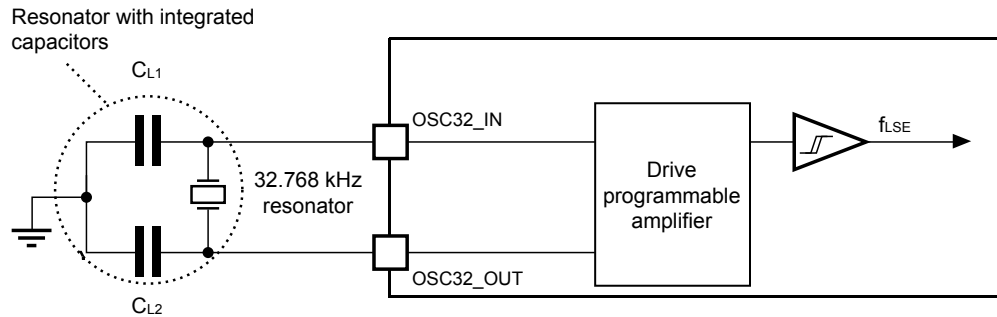 Resonator with integrated
capacitors
CL1
OSC32_IN
fLSE
32.768 kHz
resonator
Drive
programmable
amplifier
OSC32_OUT
CL2